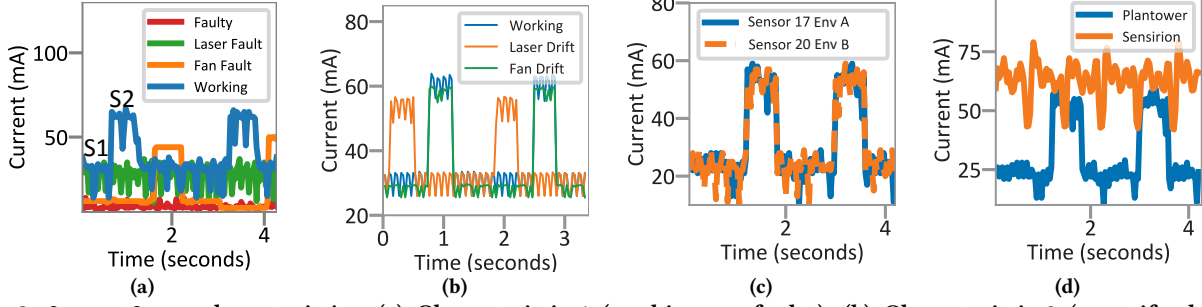 Current (mA)
100
50
Faulty
Laser Fault
Fan Fault
Working
S2
S1
2
4
Time (seconds)
(a)
Current (mA)
80
60
40
20
Working
Laser Drift
Fan Drift
0
1
2
3
Time (seconds)
(b)
Current (mA)
80
60
40
20
Sensor 17 Env A
Sensor 20 Env B
2
4
Time (seconds)
(c)
Current (mA)
75
50
25
Plantower
Sensirion
2
4
Time (seconds)
(d)